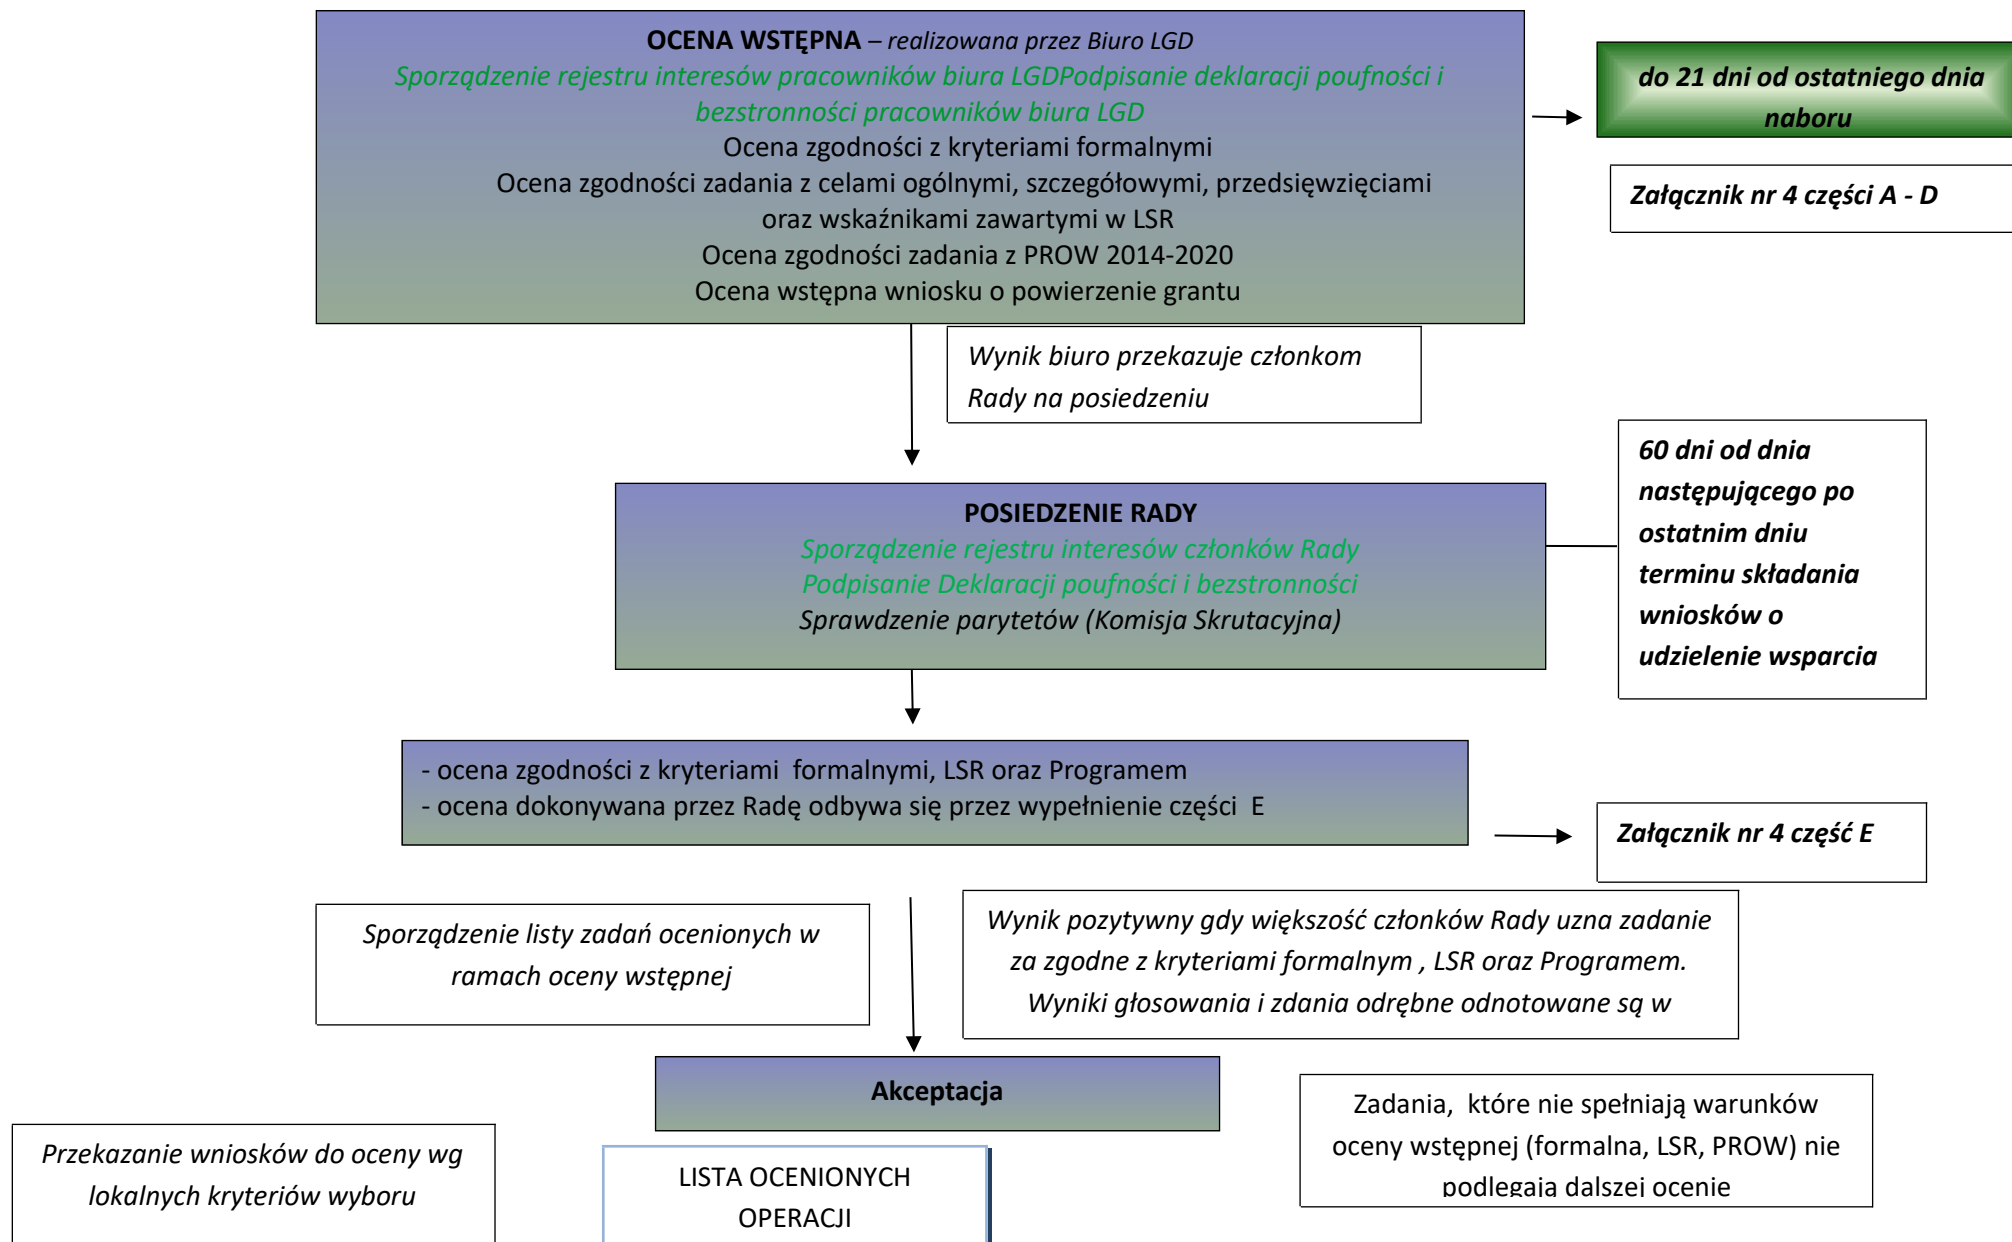 OCENA WSTĘPNA – realizowana przez Biuro LGD
Sporządzenie rejestru interesów pracowników biura LGDPodpisanie deklaracji poufności i
bezstronności pracowników biura LGD
Ocena zgodności z kryteriami formalnymi
Ocena zgodności zadania z celami ogólnymi, szczegółowymi, przedsięwzięciami
oraz wskaźnikami zawartymi w LSR
Ocena zgodności zadania z PROW 2014-2020
Ocena wstępna wniosku o powierzenie grantu
do 21 dni od ostatniego dnia
naboru
Załącznik nr 4 części A - D
Wynik biuro przekazuje członkom
Rady na posiedzeniu
POSIEDZENIE RADY
Sporządzenie rejestru interesów członków Rady
Podpisanie Deklaracji poufności i bezstronności
Sprawdzenie parytetów (Komisja Skrutacyjna)
60 dni od dnia
następującego po
ostatnim dniu
terminu składania
wniosków o
udzielenie wsparcia
- ocena zgodności z kryteriami  formalnymi, LSR oraz Programem
- ocena dokonywana przez Radę odbywa się przez wypełnienie części  E
Załącznik nr 4 część E
Sporządzenie listy zadań ocenionych w
ramach oceny wstępnej
Wynik pozytywny gdy większość członków Rady uzna zadanie
za zgodne z kryteriami formalnym , LSR oraz Programem.
Wyniki głosowania i zdania odrębne odnotowane są w
Akceptacja
Zadania,  które nie spełniają warunków
oceny wstępnej (formalna, LSR, PROW) nie
podlegają dalszej ocenie
Przekazanie wniosków do oceny wg
lokalnych kryteriów wyboru
LISTA OCENIONYCH
OPERACJI